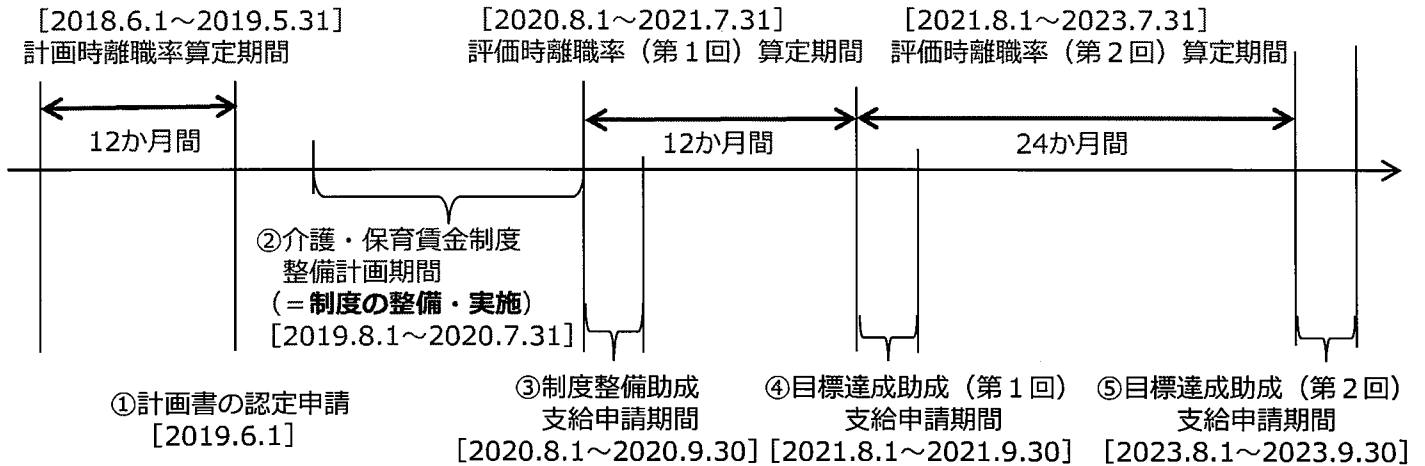 [2018.6.1～2019.5.31]
計画時離職率算定期間
[2020.8.1～2021.7.31]
評価時離職率（第１回）算定期間
[2021.8.1～2023.7.31]
評価時離職率（第２回）算定期間
12か月間
12か月間
24か月間
②介護・保育賃金制度
整備計画期間
（＝制度の整備・実施）
[2019.8.1～2020.7.31]
①計画書の認定申請
[2019.6.1]
③制度整備助成
支給申請期間
[2020.8.1～2020.9.30]
④目標達成助成（第１回）
支給申請期間
[2021.8.1～2021.9.30]
⑤目標達成助成（第２回）
支給申請期間
[2023.8.1～2023.9.30]